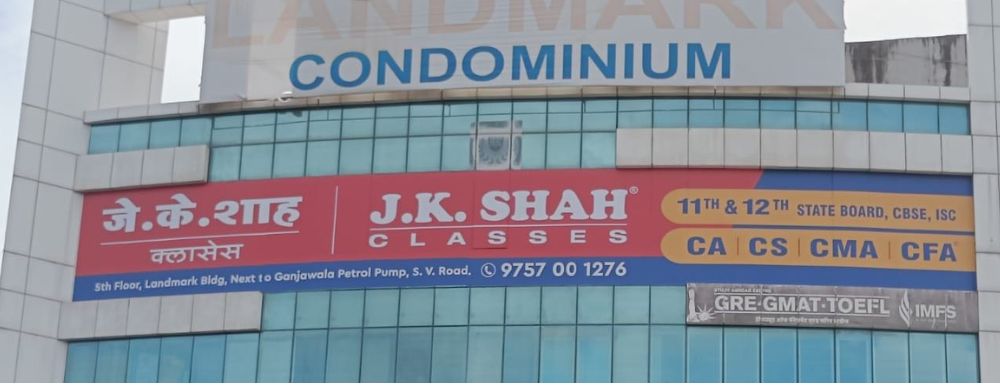 LANDMARK
CONDOMINIUM
जे.के.शाह
क्लासेस
J.K. SHAH®
CLASSES
5th Floor, Landmark Bldg, Next to Ganjawala Petrol Pump, S. V. Road. 9757 00 1276
11TH & 12TH STATE BOARD, CBSE, ISC
CA | CS | CMA | CFA
GRE·GMAT·TOEFL
IMFS